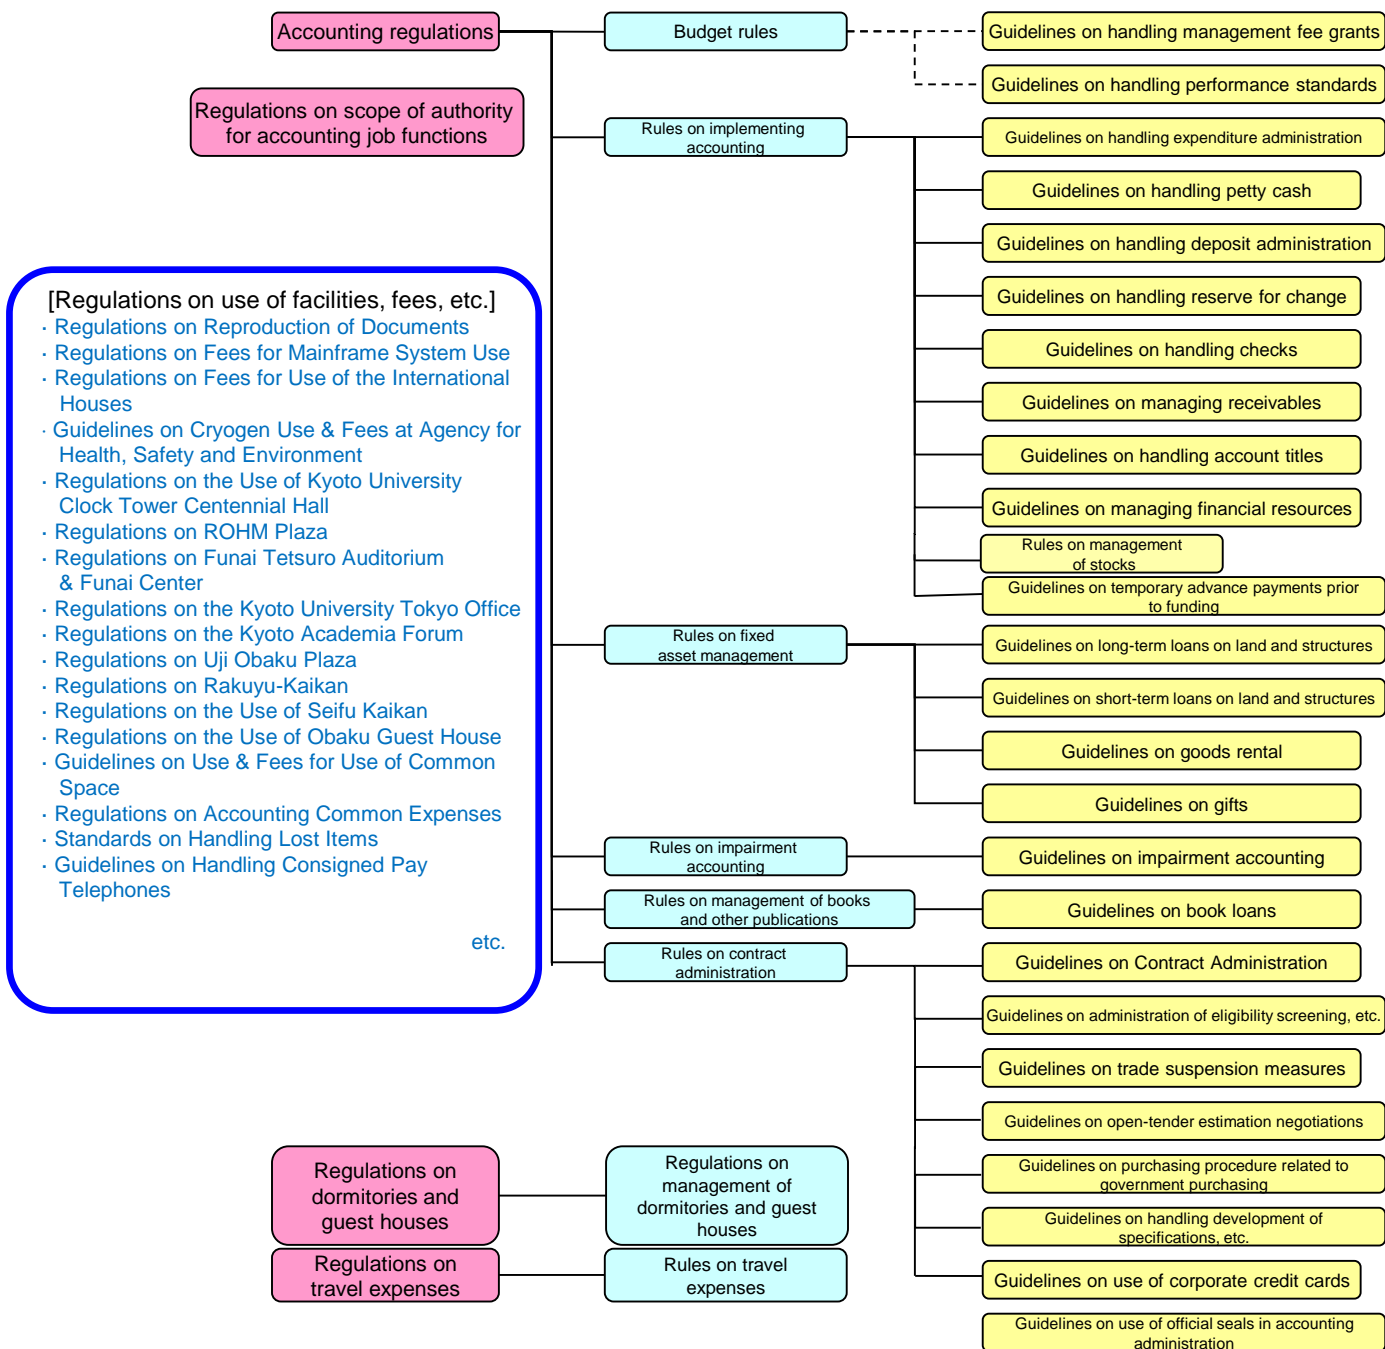 Accounting regulations
Budget rules
Guidelines on handling management fee grants
Guidelines on handling performance standards
Regulations on scope of authority
for accounting job functions
Rules on implementing
accounting
Guidelines on handling expenditure administration
Guidelines on handling petty cash
Guidelines on handling deposit administration
Guidelines on handling reserve for change
Guidelines on handling checks
Guidelines on managing receivables
Guidelines on handling account titles
Guidelines on managing financial resources
Rules on management
of stocks
Guidelines on temporary advance payments prior
to funding
[Regulations on use of facilities, fees, etc.]
· Regulations on Reproduction of Documents
· Regulations on Fees for Mainframe System Use
· Regulations on Fees for Use of the International
Houses
· Guidelines on Cryogen Use & Fees at Agency for
Health, Safety and Environment
· Regulations on the Use of Kyoto University
Clock Tower Centennial Hall
· Regulations on ROHM Plaza
· Regulations on Funai Tetsuro Auditorium
& Funai Center
· Regulations on the Kyoto University Tokyo Office
· Regulations on the Kyoto Academia Forum
· Regulations on Uji Obaku Plaza
· Regulations on Rakuyu-Kaikan
· Regulations on the Use of Seifu Kaikan
· Regulations on the Use of Obaku Guest House
· Guidelines on Use & Fees for Use of Common
Space
· Regulations on Accounting Common Expenses
· Standards on Handling Lost Items
· Guidelines on Handling Consigned Pay
Telephones
etc.
Rules on fixed
asset management
Guidelines on long-term loans on land and structures
Guidelines on short-term loans on land and structures
Guidelines on goods rental
Guidelines on gifts
Rules on impairment
accounting
Guidelines on impairment accounting
Rules on management of books
and other publications
Guidelines on book loans
Rules on contract
administration
Guidelines on Contract Administration
Guidelines on administration of eligibility screening, etc.
Guidelines on trade suspension measures
Guidelines on open-tender estimation negotiations
Guidelines on purchasing procedure related to
government purchasing
Guidelines on handling development of
specifications, etc.
Guidelines on use of corporate credit cards
Guidelines on use of official seals in accounting
administration
Regulations on
dormitories and
guest houses
Regulations on
management of
dormitories and guest
houses
Regulations on
travel expenses
Rules on travel
expenses